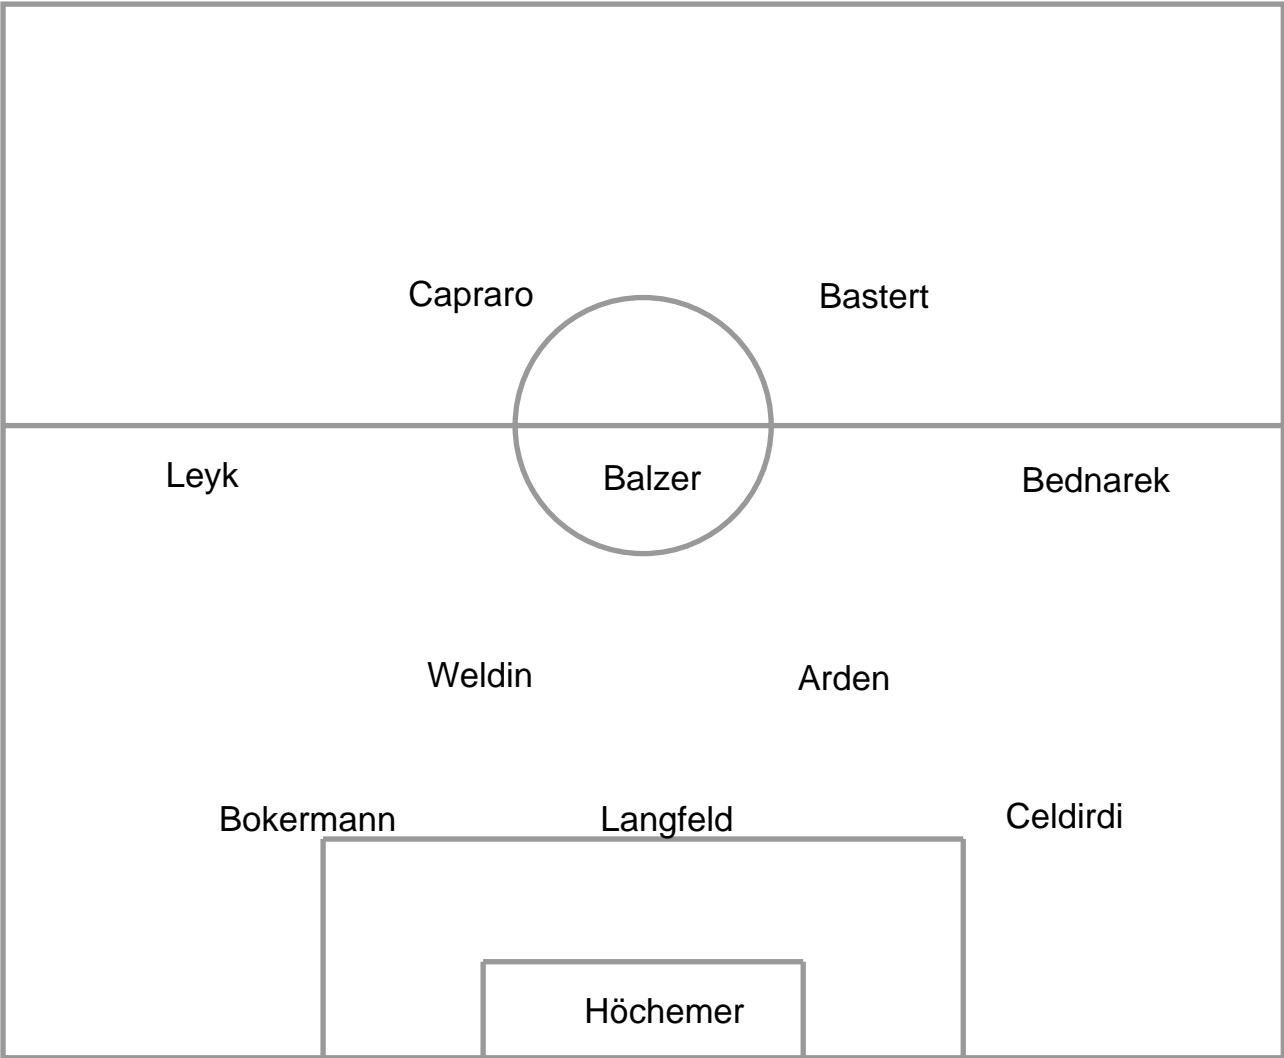 Capraro Bastert
Leyk Balzer Bednarek
Weldin Arden
Bokermann Langfeld Celdirdi
Höchemer